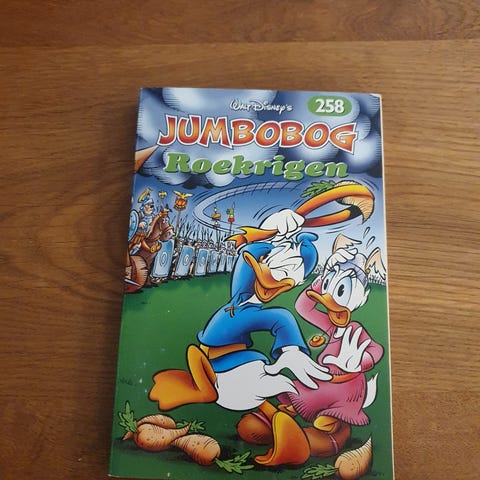 Walt Disney's
258
JUMBOBOG
Roekrigen